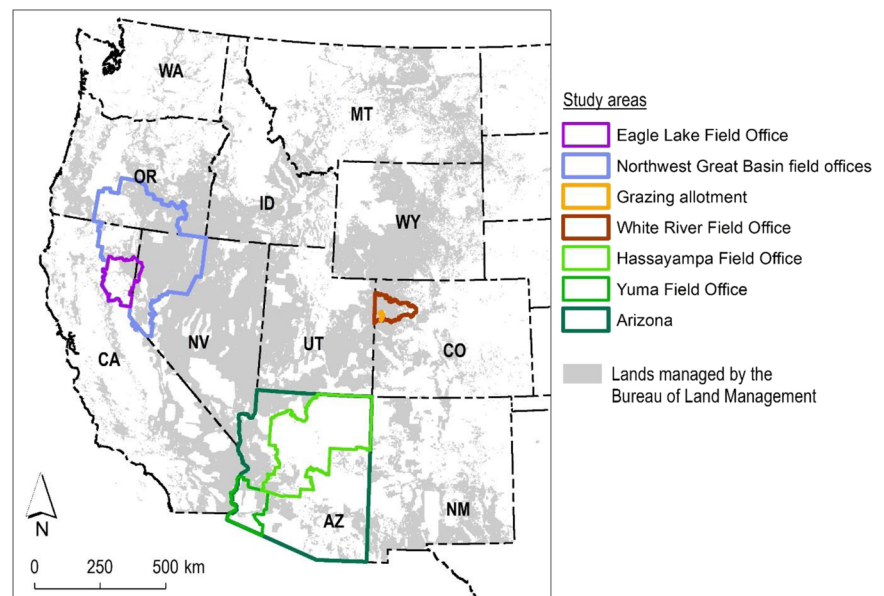 WA
MT
OR
ID
WY
NV
UT
CO
CA
AZ
NM
N
0 250 500 km
Study areas
Eagle Lake Field Office
Northwest Great Basin field offices
Grazing allotment
White River Field Office
Hassayampa Field Office
Yuma Field Office
Arizona
Lands managed by the
Bureau of Land Management